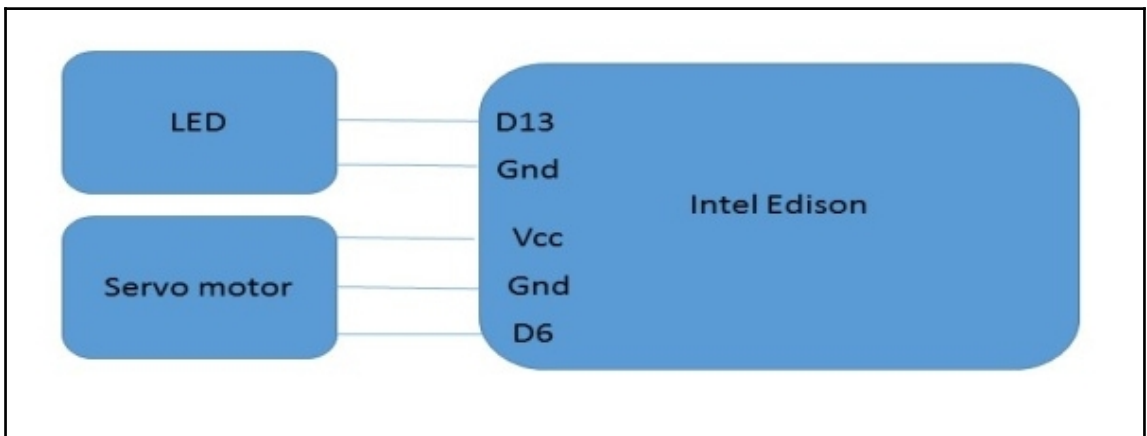 LED
Servo motor
D13
Gnd
Vcc
Gnd
D6
Intel Edison